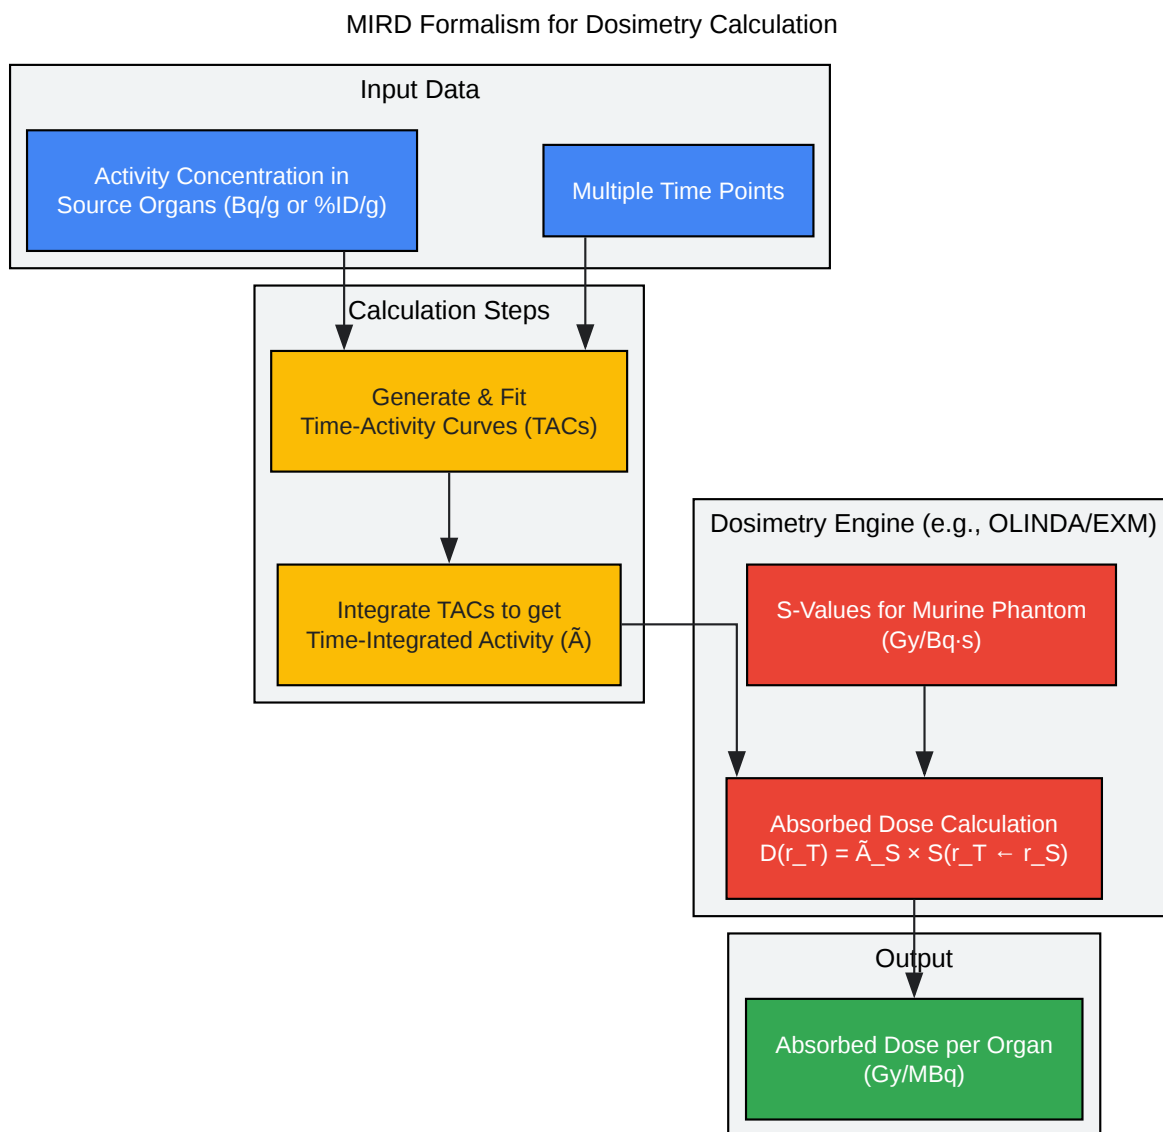 MIRD Formalism for Dosimetry Calculation
Input Data
Activity Concentration in
Source Organs (Bq/g or %ID/g)
Multiple Time Points
Calculation Steps
Generate & Fit
Time-Activity Curves (TACs)
Integrate TACs to get
Time-Integrated Activity (Ã)
Dosimetry Engine (e.g., OLINDA/EXM)
S-Values for Murine Phantom
(Gy/Bq·s)
Absorbed Dose Calculation
D(r_T) = Ã_S × S(r_T ← r_S)
Output
Absorbed Dose per Organ
(Gy/MBq)